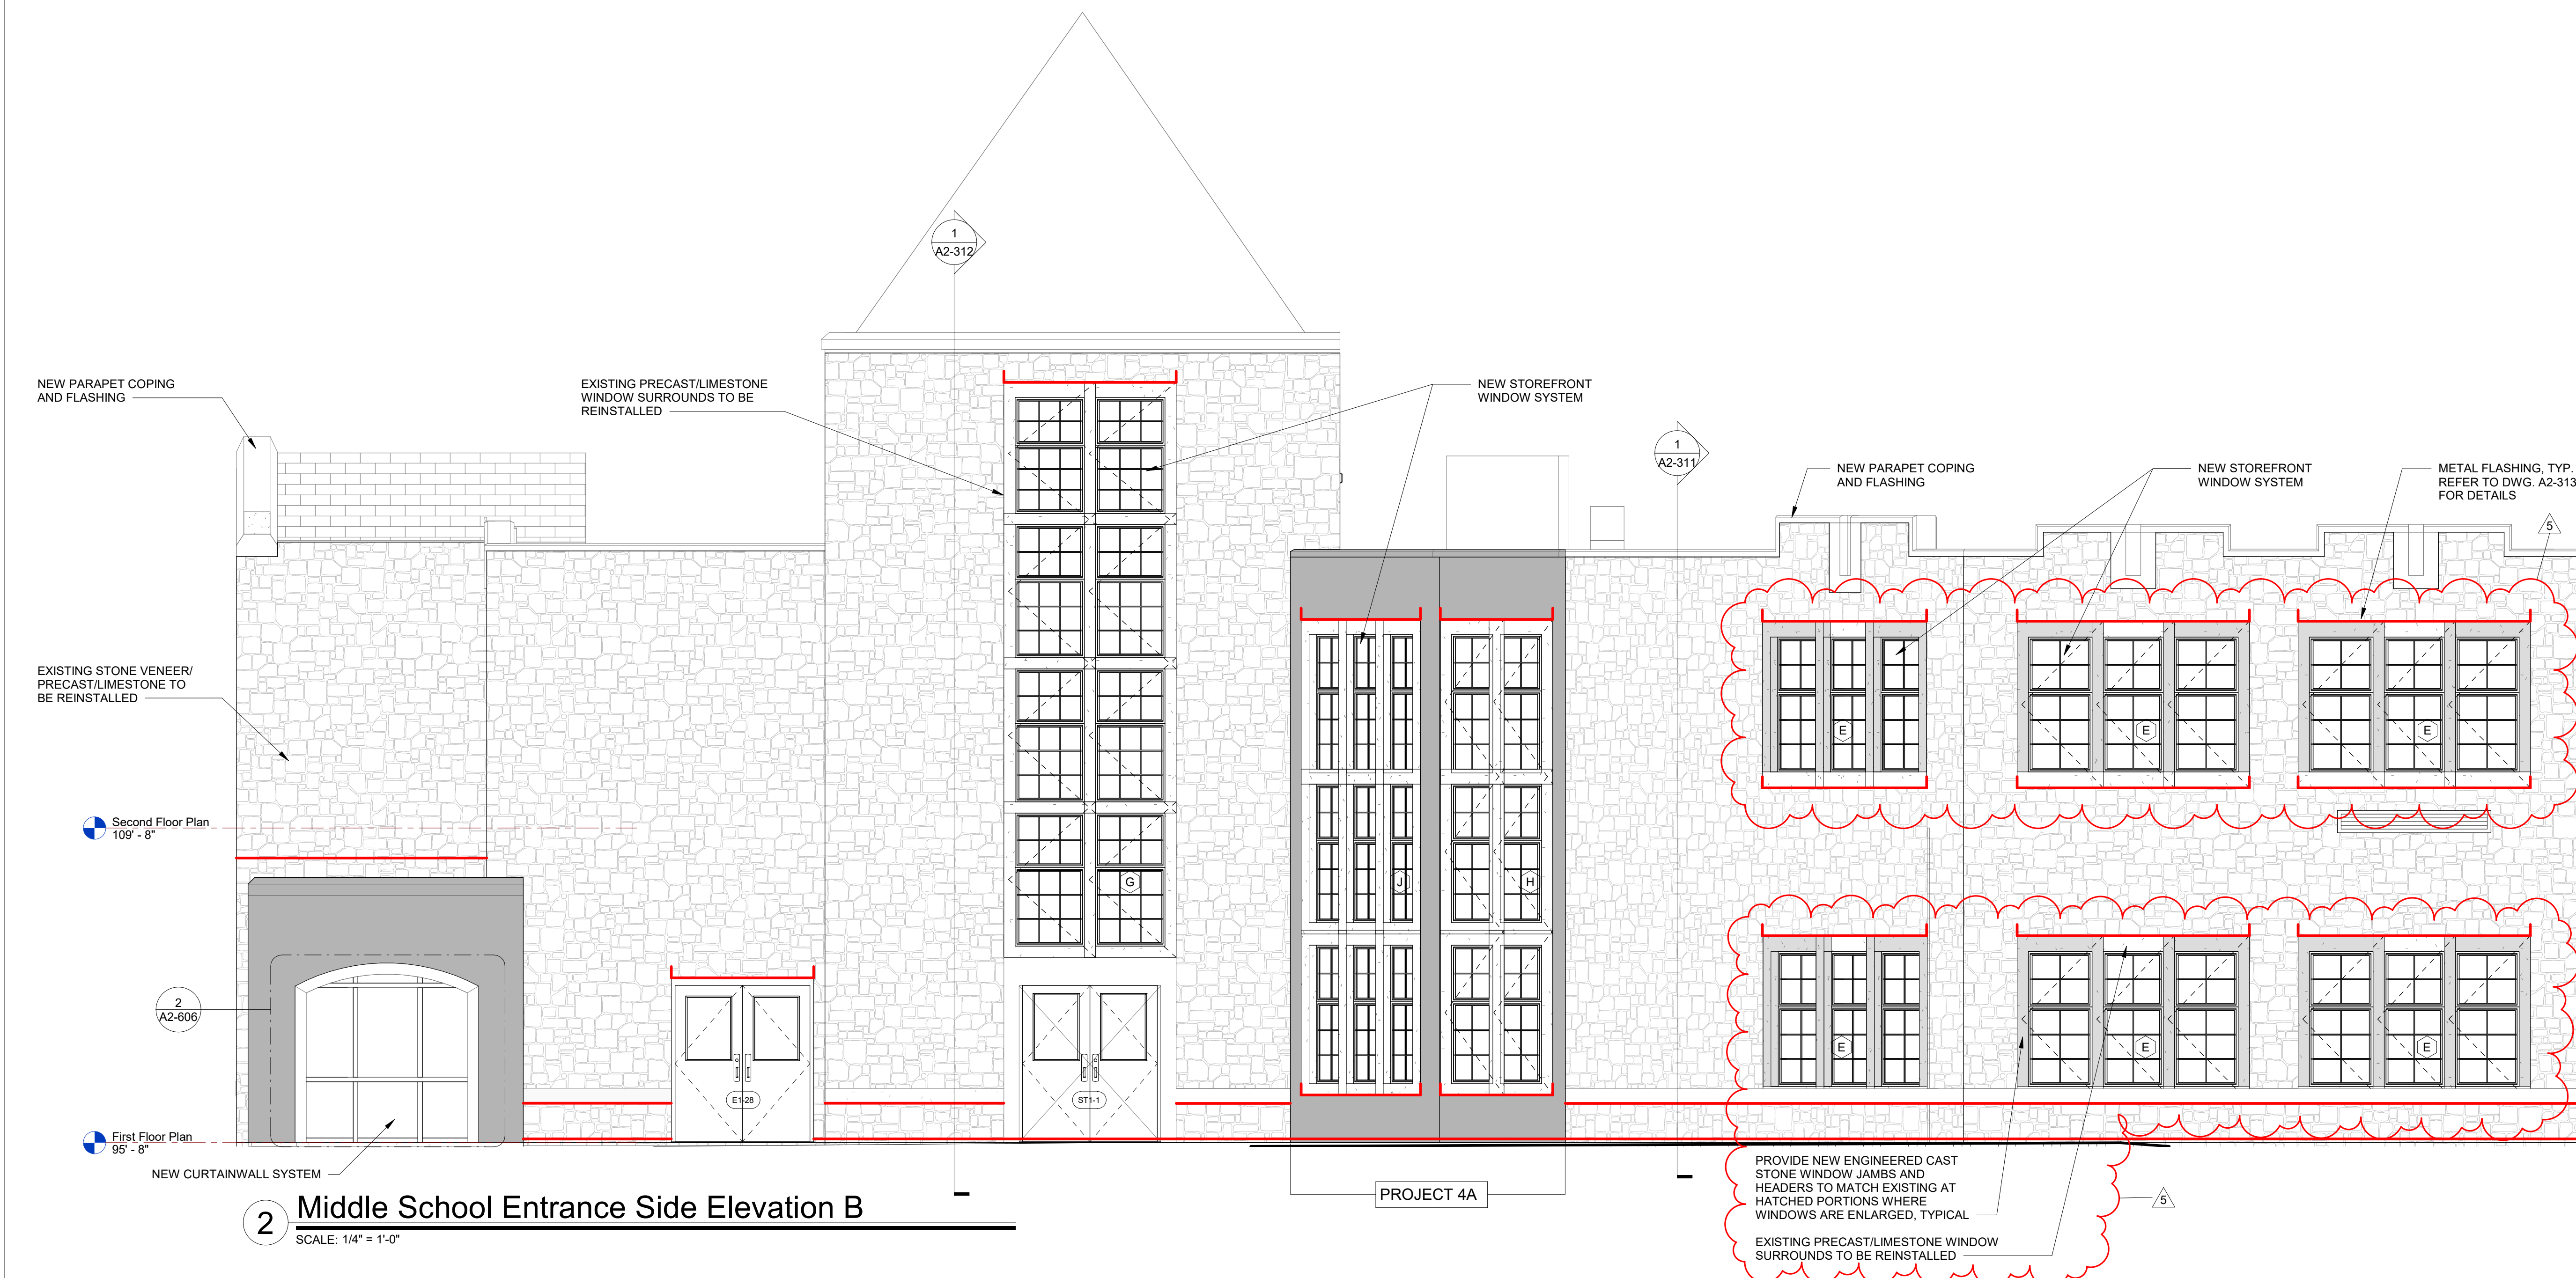 1
A2-312
NEW PARAPET COPING
AND FLASHING
EXISTING PRECAST/LIMESTONE
WINDOW SURROUNDS TO BE
REINSTALLED
NEW STOREFRONT
WINDOW SYSTEM
1
A2-311
NEW PARAPET COPING
AND FLASHING
NEW STOREFRONT
WINDOW SYSTEM
METAL FLASHING, TYP.
REFER TO DWG. A2-313
FOR DETAILS
5
EXISTING STONE VENEER/
PRECAST/LIMESTONE TO
BE REINSTALLED
E
E
E
Second Floor Plan
109' - 8"
G
J
H
2
A2-606
E
E
E
E1-28
ST1-1
First Floor Plan
95' - 8"
NEW CURTAINWALL SYSTEM
PROJECT 4A
PROVIDE NEW ENGINEERED CAST
STONE WINDOW JAMBS AND
HEADERS TO MATCH EXISTING AT
HATCHED PORTIONS WHERE
WINDOWS ARE ENLARGED, TYPICAL
5
EXISTING PRECAST/LIMESTONE WINDOW
SURROUNDS TO BE REINSTALLED
2
Middle School Entrance Side Elevation B
SCALE: 1/4" = 1'-0"